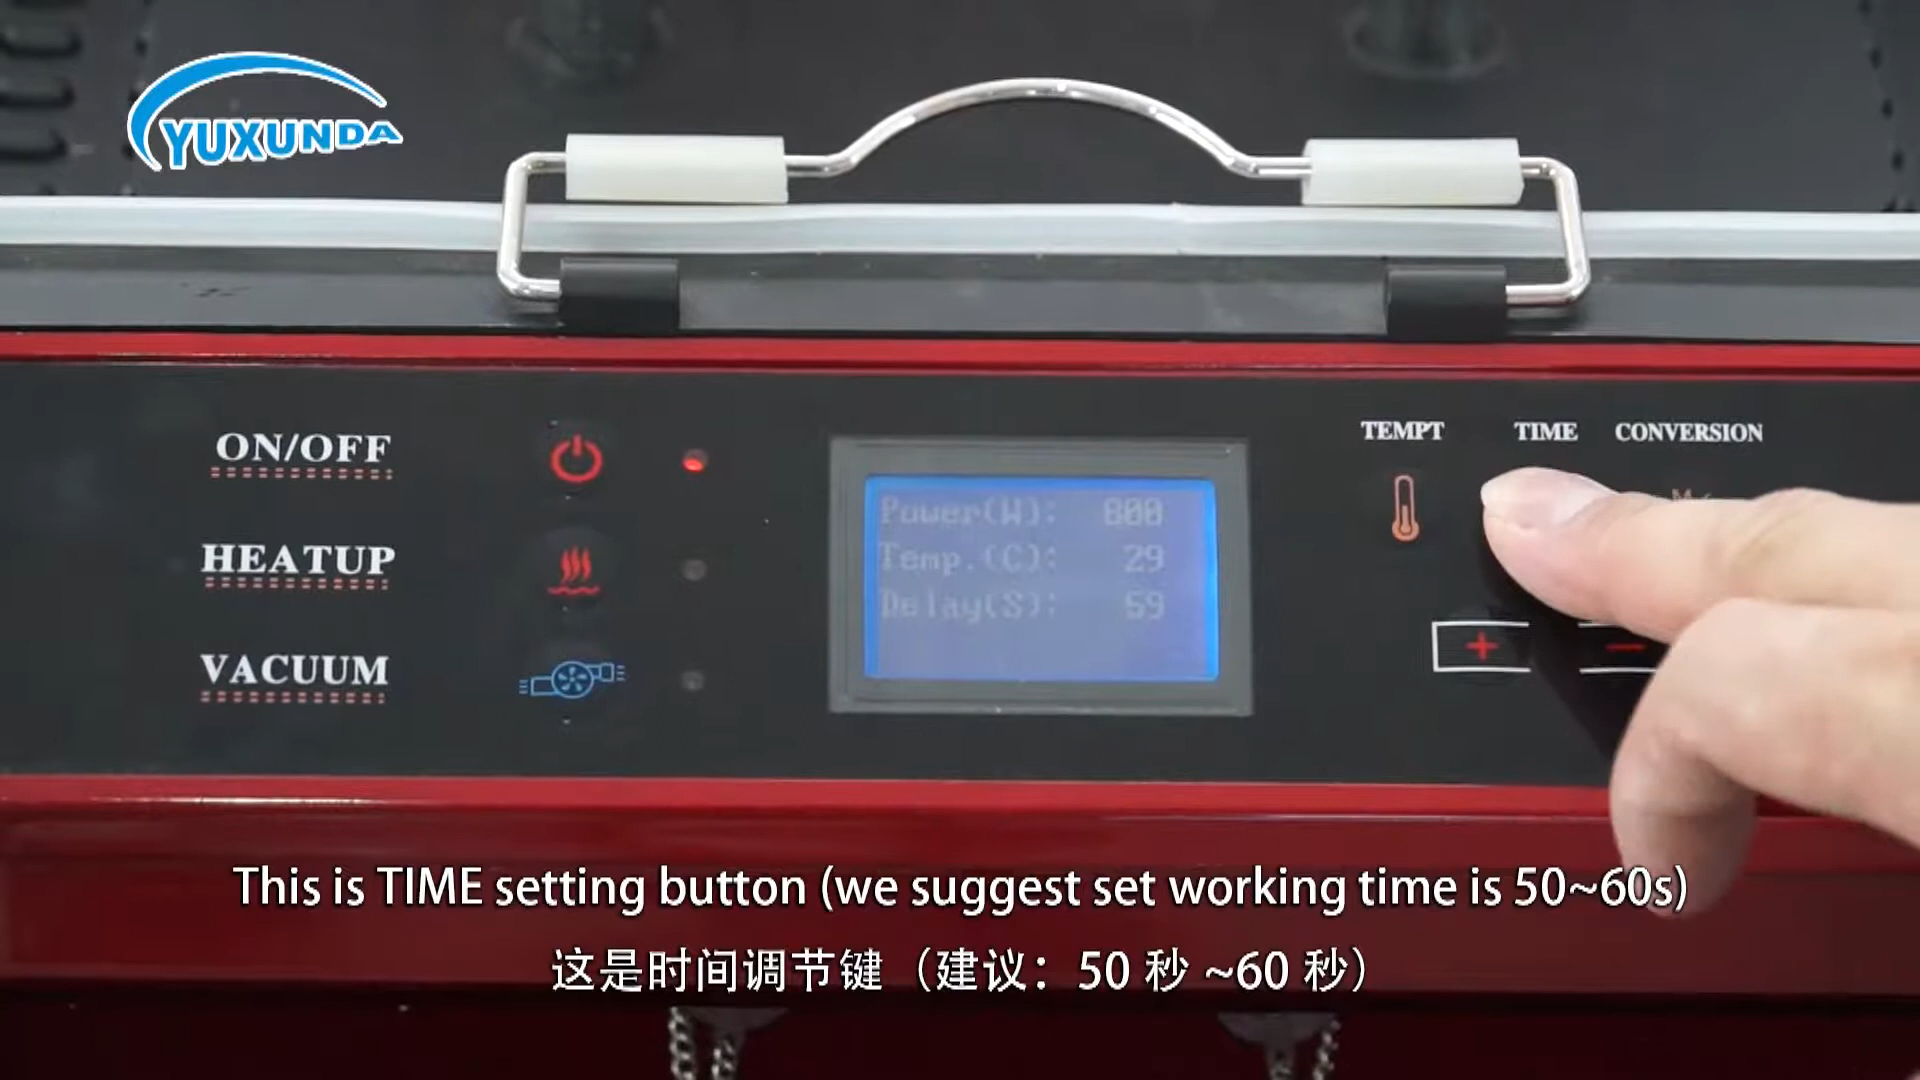 YUXUNDA
ON/OFF
HEATUP
VACUUM
Power(W): 800
Temp.(C): 29
Delay(S): 59
TEMPT TIME CONVERSION
+ −
This is TIME setting button (we suggest set working time is 50~60s)
这是时间调节键（建议：50 秒 ~60 秒）